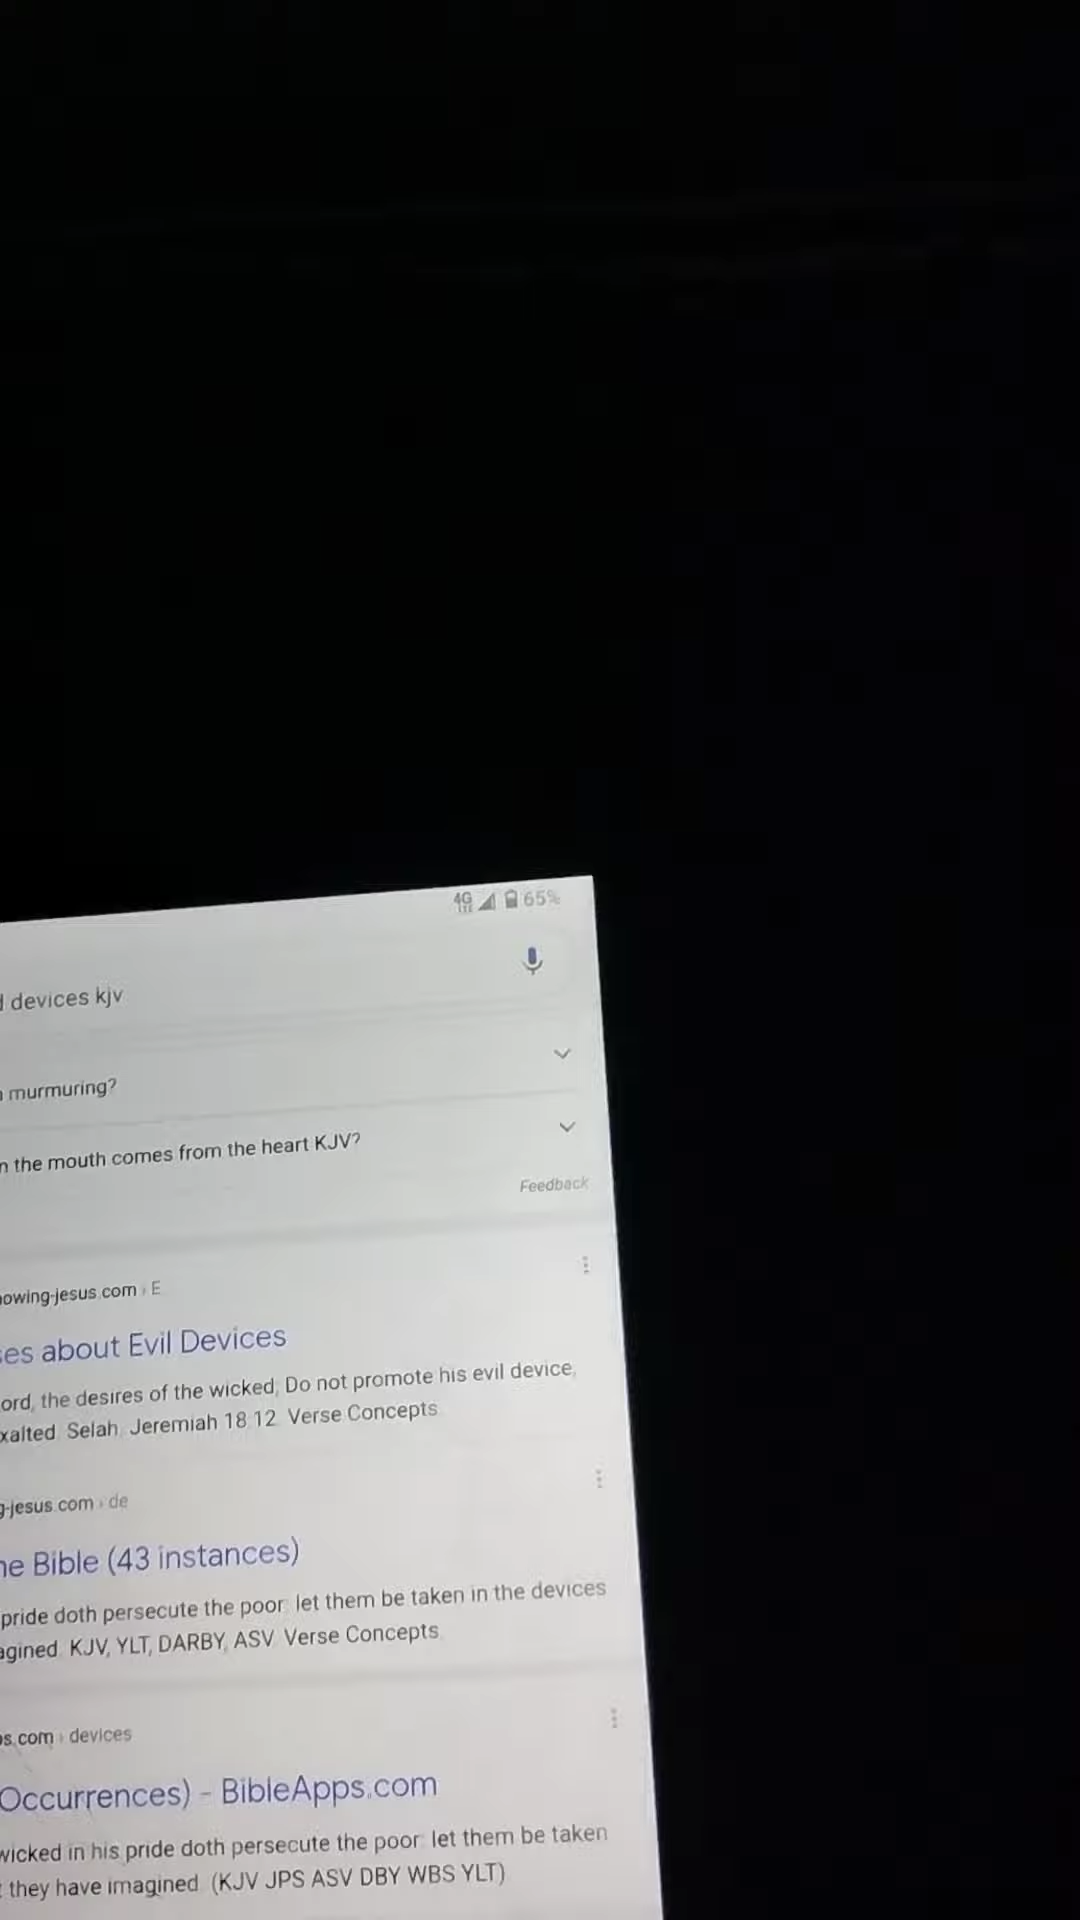 4G LTE 65%
devices kjv
murmuring?
the mouth comes from the heart KJV?
Feedback
owing-jesus.com › E
es about Evil Devices
ord, the desires of the wicked; Do not promote his evil device,
xalted. Selah. Jeremiah 18:12. Verse Concepts.
g-jesus.com › de
he Bible (43 instances)
pride doth persecute the poor: let them be taken in the devices
agined. KJV, YLT, DARBY, ASV. Verse Concepts.
os.com › devices
Occurrences) - BibleApps.com
wicked in his pride doth persecute the poor: let them be taken
they have imagined. (KJV JPS ASV DBY WBS YLT)